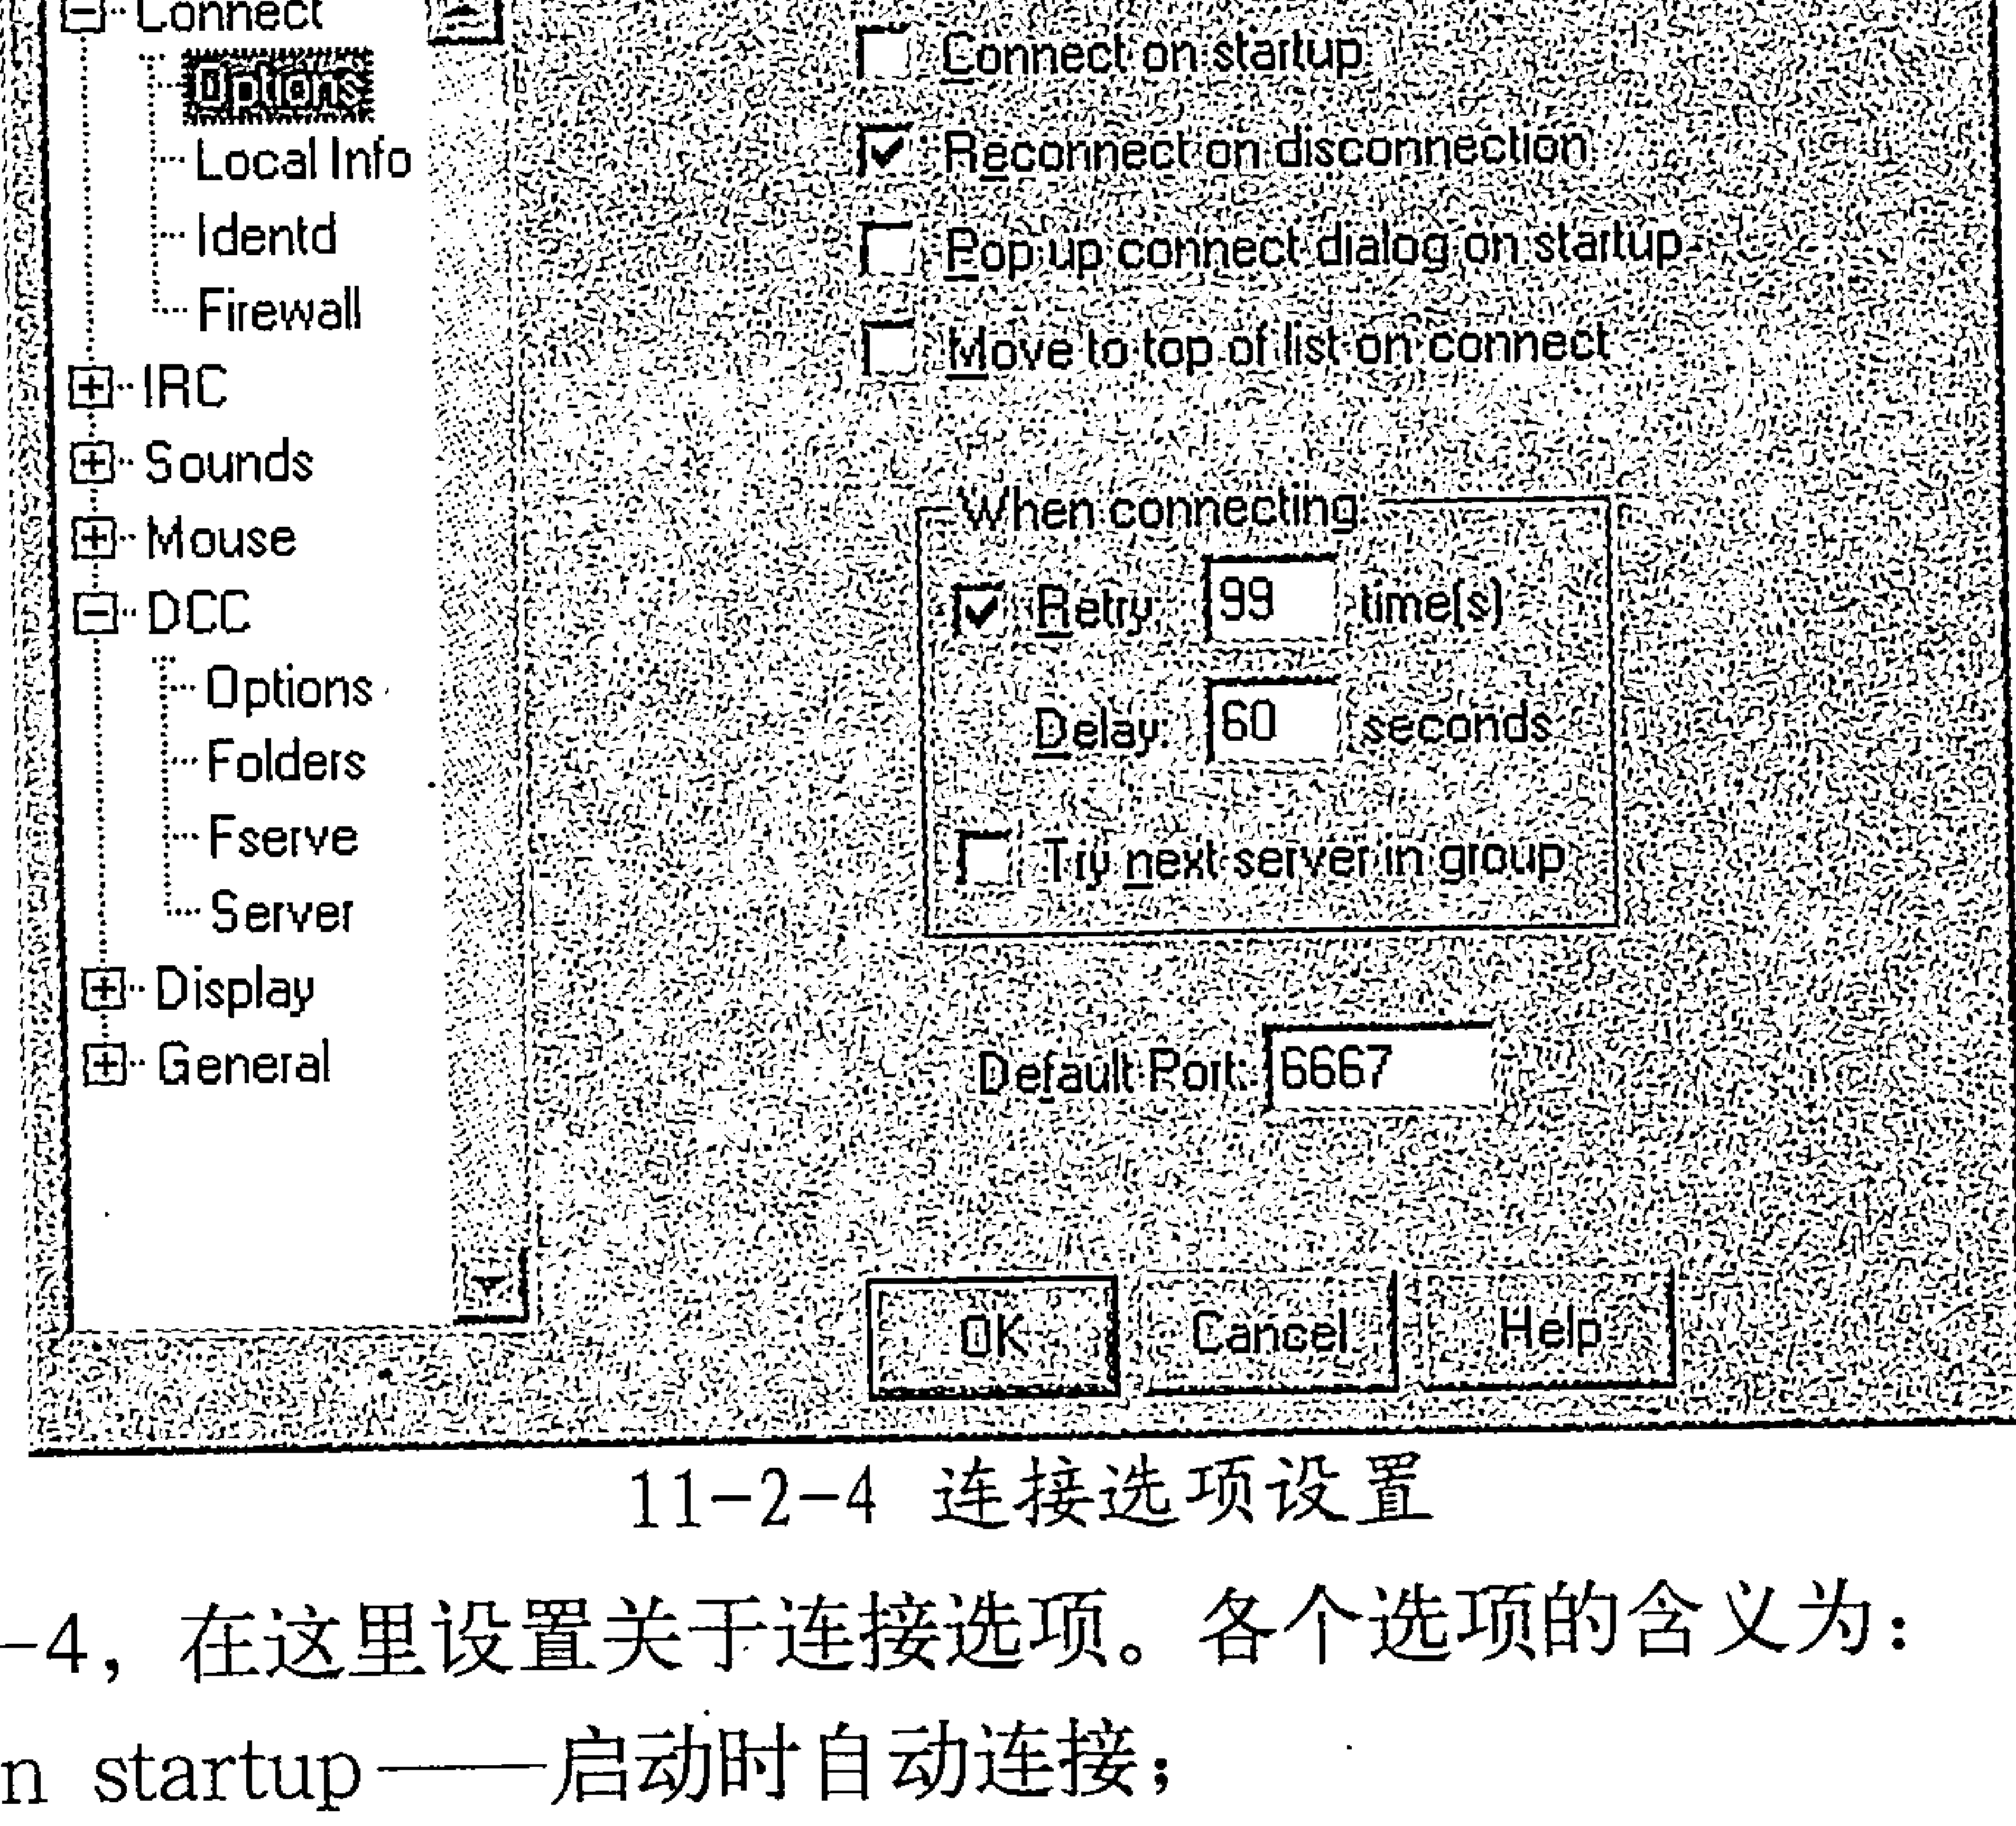 Connect
Options
Local Info
Identd
Firewall
IRC
Sounds
Mouse
DCC
Options
Folders
Fserve
Server
Display
General
Connect on startup
Reconnect on disconnection
Pop up connect dialog on startup
Move to top of list on connect
When connecting:
Retry: 99 time(s)
Delay: 60 seconds
Try next server in group
Default Port: 6667
OK Cancel Help
11-2-4 连接选项设置
-4，在这里设置关于连接选项。各个选项的含义为：
n startup——启动时自动连接；